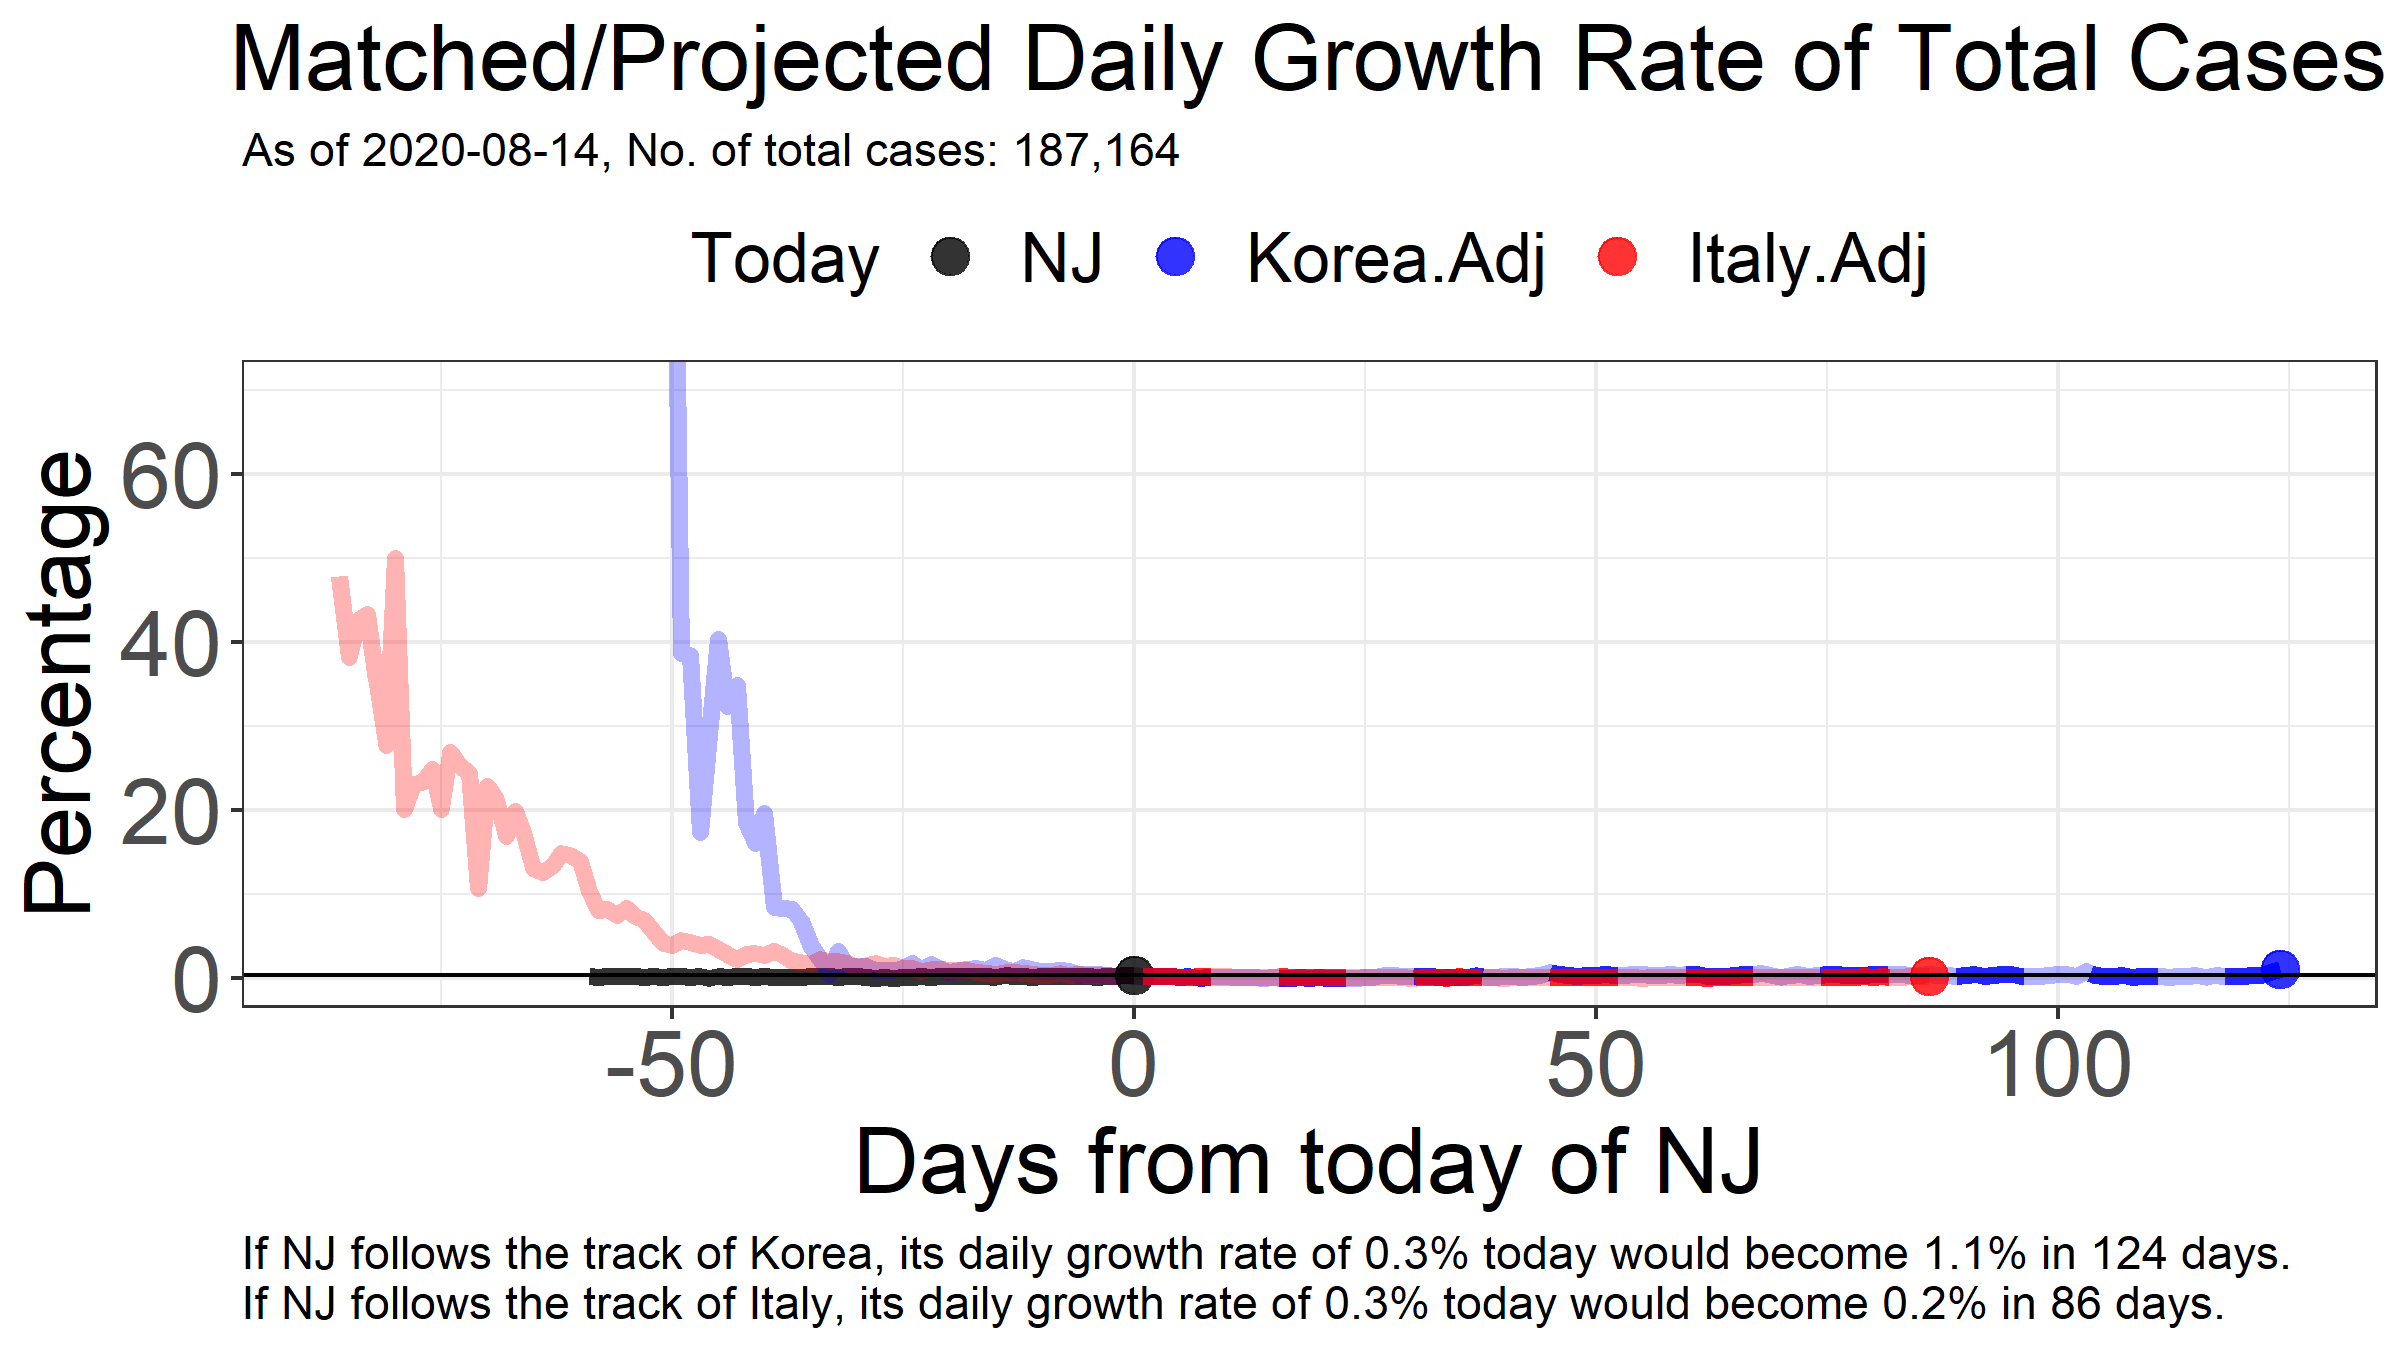 Matched/Projected Daily Growth Rate of Total Cases
As of 2020-08-14, No. of total cases: 187,164
Today NJ Korea.Adj Italy.Adj
Percentage
60
40
20
0
-50 0 50 100
Days from today of NJ
If NJ follows the track of Korea, its daily growth rate of 0.3% today would become 1.1% in 124 days.
If NJ follows the track of Italy, its daily growth rate of 0.3% today would become 0.2% in 86 days.